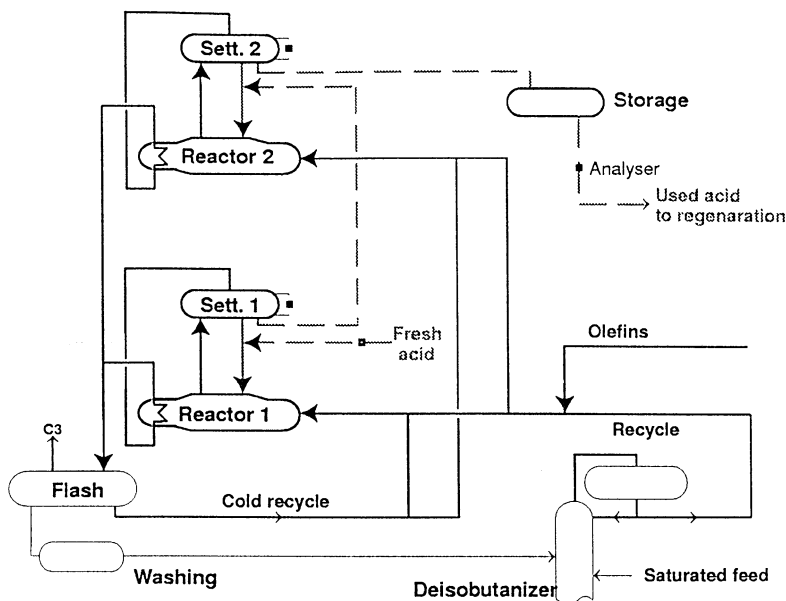 Sett. 2
Storage
Reactor 2
Analyser
Used acid
to regenaration
Sett. 1
Fresh
acid
Olefins
Reactor 1
Recycle
C3
Flash
Cold recycle
Washing
Deisobutanizer
Saturated feed